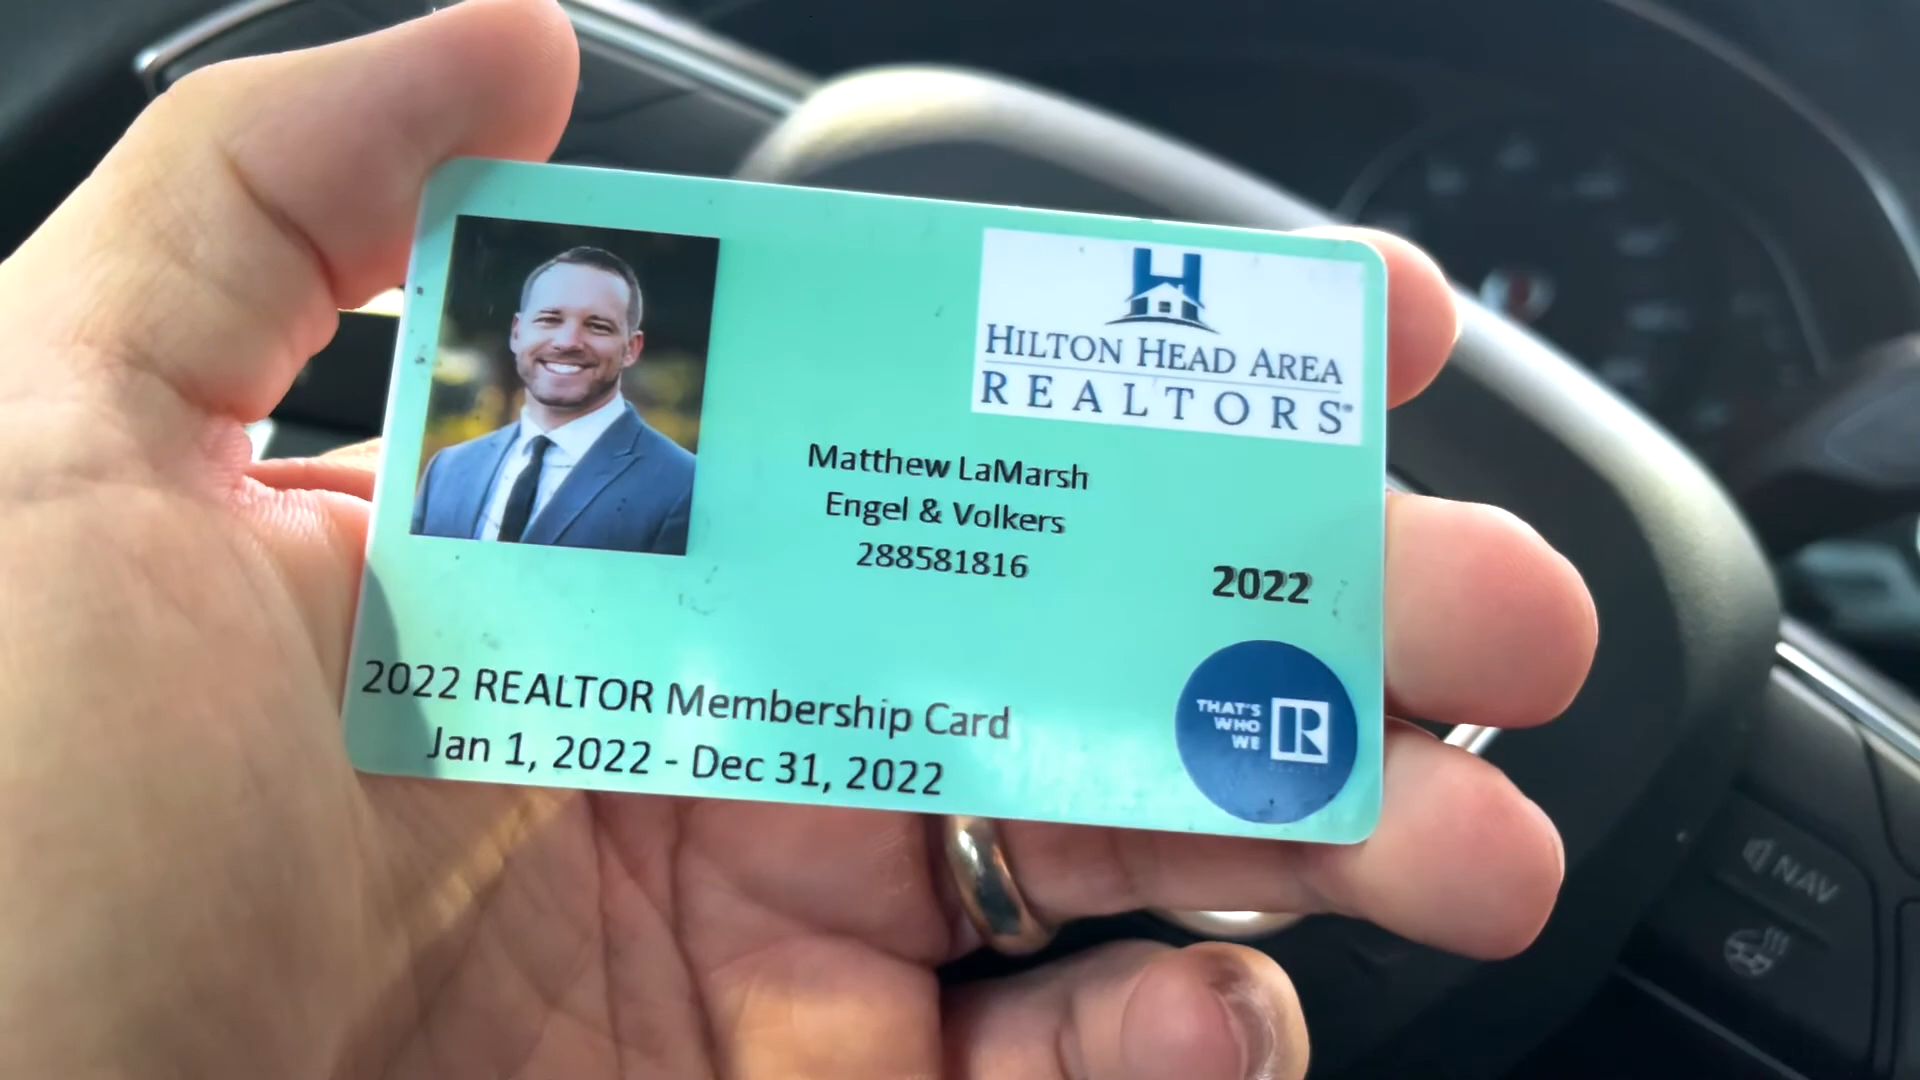 HILTON HEAD AREA
REALTORS®
Matthew LaMarsh
Engel & Volkers
288581816
2022
2022 REALTOR Membership Card
Jan 1, 2022 - Dec 31, 2022
THAT'S
WHO
WE
R
NAV